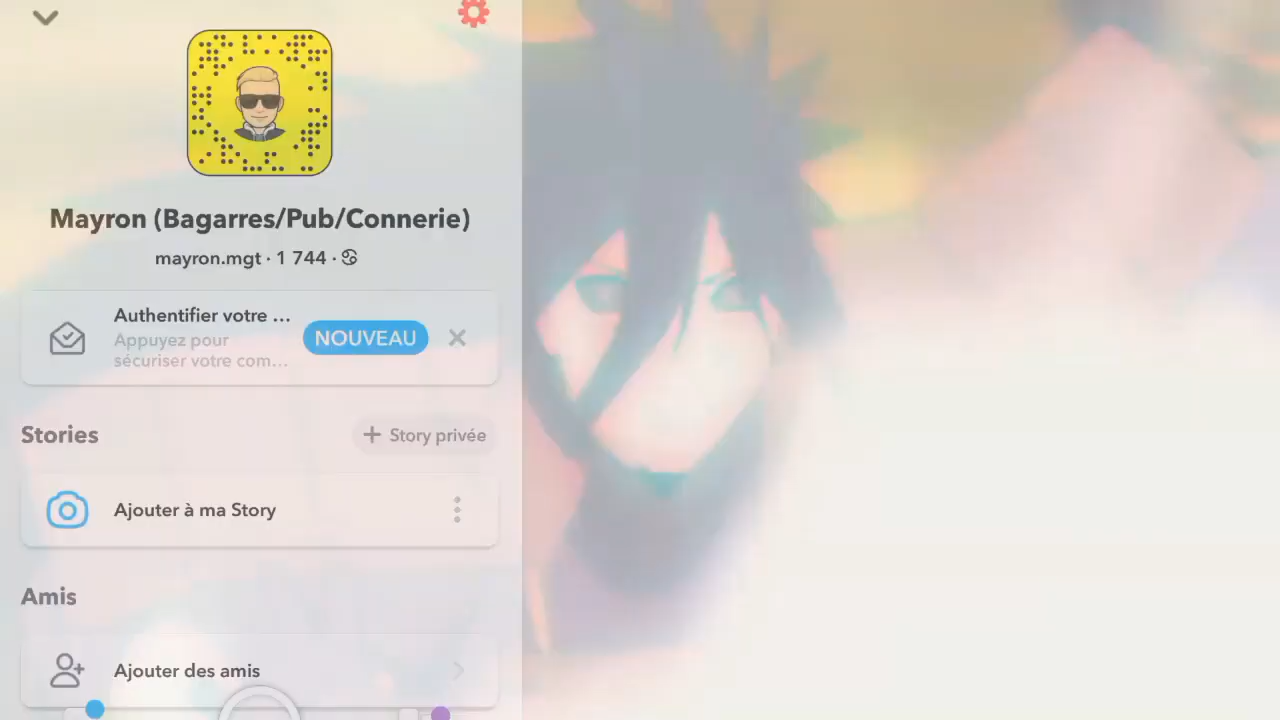 Mayron (Bagarres/Pub/Connerie)
mayron.mgt · 1 744 · ♋
Authentifier votre ...
Appuyez pour
sécuriser votre com...
NOUVEAU
Stories
+ Story privée
Ajouter à ma Story
Amis
Ajouter des amis